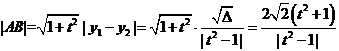 |AB|=√(1+t²) |y₁−y₂|=√(1+t²)·√Δ/|t²−1|=2√2(t²+1)/|t²−1|